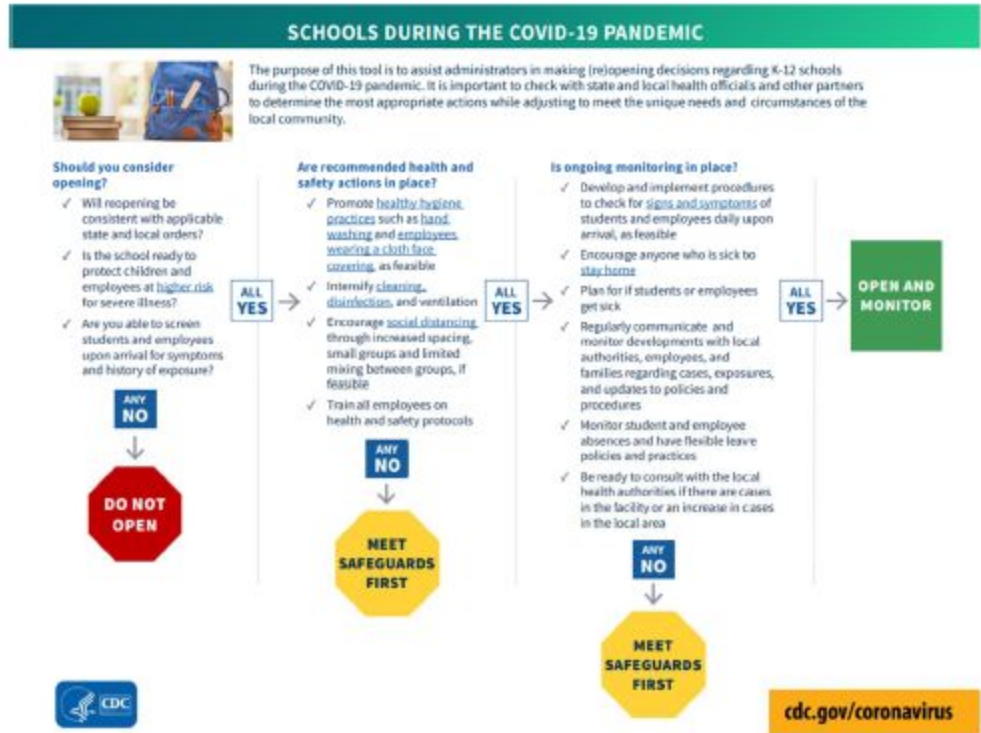 SCHOOLS DURING THE COVID-19 PANDEMIC
The purpose of this tool is to assist administrators in making (re)opening decisions regarding K-12 schools
during the COVID-19 pandemic. It is important to check with state and local health officials and other partners
to determine the most appropriate actions while adjusting to meet the unique needs and circumstances of the
local community.
Should you consider
opening?
✓ Will reopening be
consistent with applicable
state and local orders?
✓ Is the school ready to
protect children and
employees at higher risk
for severe illness?
✓ Are you able to screen
students and employees
upon arrival for symptoms
and history of exposure?
ANY
NO
DO NOT
OPEN
ALL
YES
Are recommended health and
safety actions in place?
✓ Promote healthy hygiene
practices such as hand
washing and employees
wearing a cloth face
covering, as feasible
✓ Intensify cleaning,
disinfection, and ventilation
✓ Encourage social distancing
through increased spacing,
small groups and limited
mixing between groups, if
feasible
✓ Train all employees on
health and safety protocols
ANY
NO
MEET
SAFEGUARDS
FIRST
ALL
YES
Is ongoing monitoring in place?
✓ Develop and implement procedures
to check for signs and symptoms of
students and employees daily upon
arrival, as feasible
✓ Encourage anyone who is sick to
stay home
✓ Plan for if students or employees
get sick
✓ Regularly communicate and
monitor developments with local
authorities, employees, and
families regarding cases, exposures,
and updates to policies and
procedures
✓ Monitor student and employee
absences and have flexible leave
policies and practices
✓ Be ready to consult with the local
health authorities if there are cases
in the facility or an increase in cases
in the local area
ANY
NO
MEET
SAFEGUARDS
FIRST
ALL
YES
OPEN AND
MONITOR
CDC
cdc.gov/coronavirus